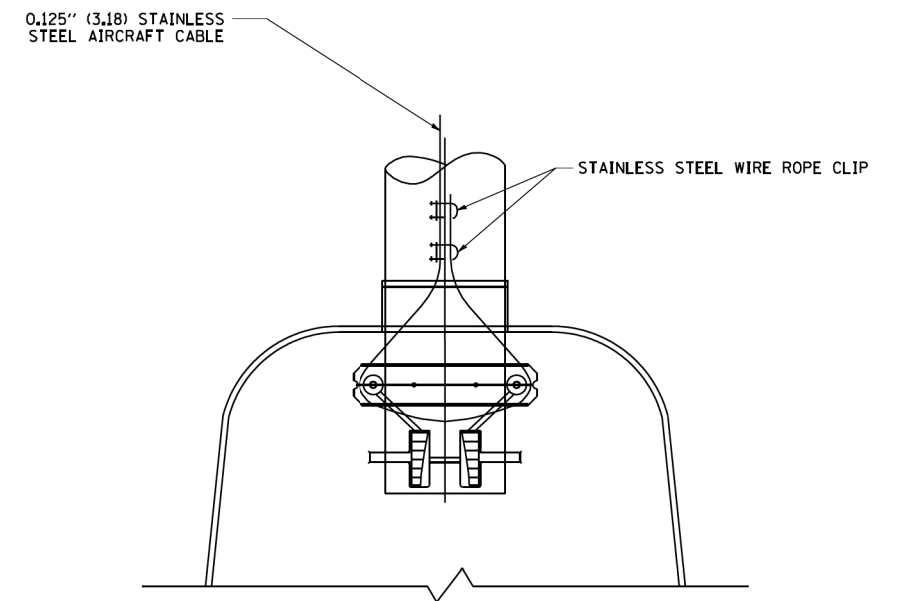 0.125'' (3.18) STAINLESS
STEEL AIRCRAFT CABLE
STAINLESS STEEL WIRE ROPE CLIP